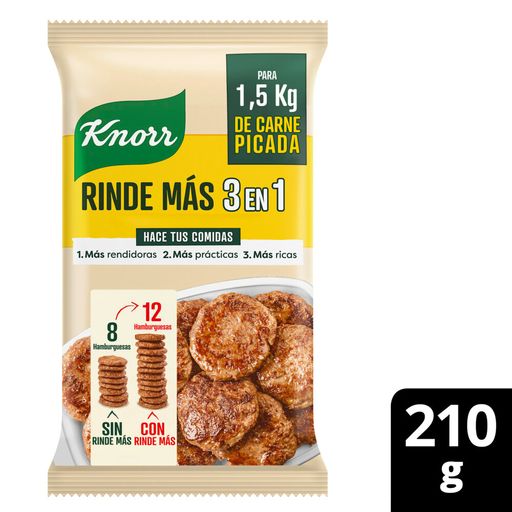 PARA
1,5 Kg
DE CARNE
PICADA
Knorr
RINDE MÁS 3 EN 1
HACE TUS COMIDAS
1. Más rendidoras 2. Más prácticas 3. Más ricas
12
Hamburguesas
8
Hamburguesas
SIN
RINDE MÁS
CON
RINDE MÁS
210
g